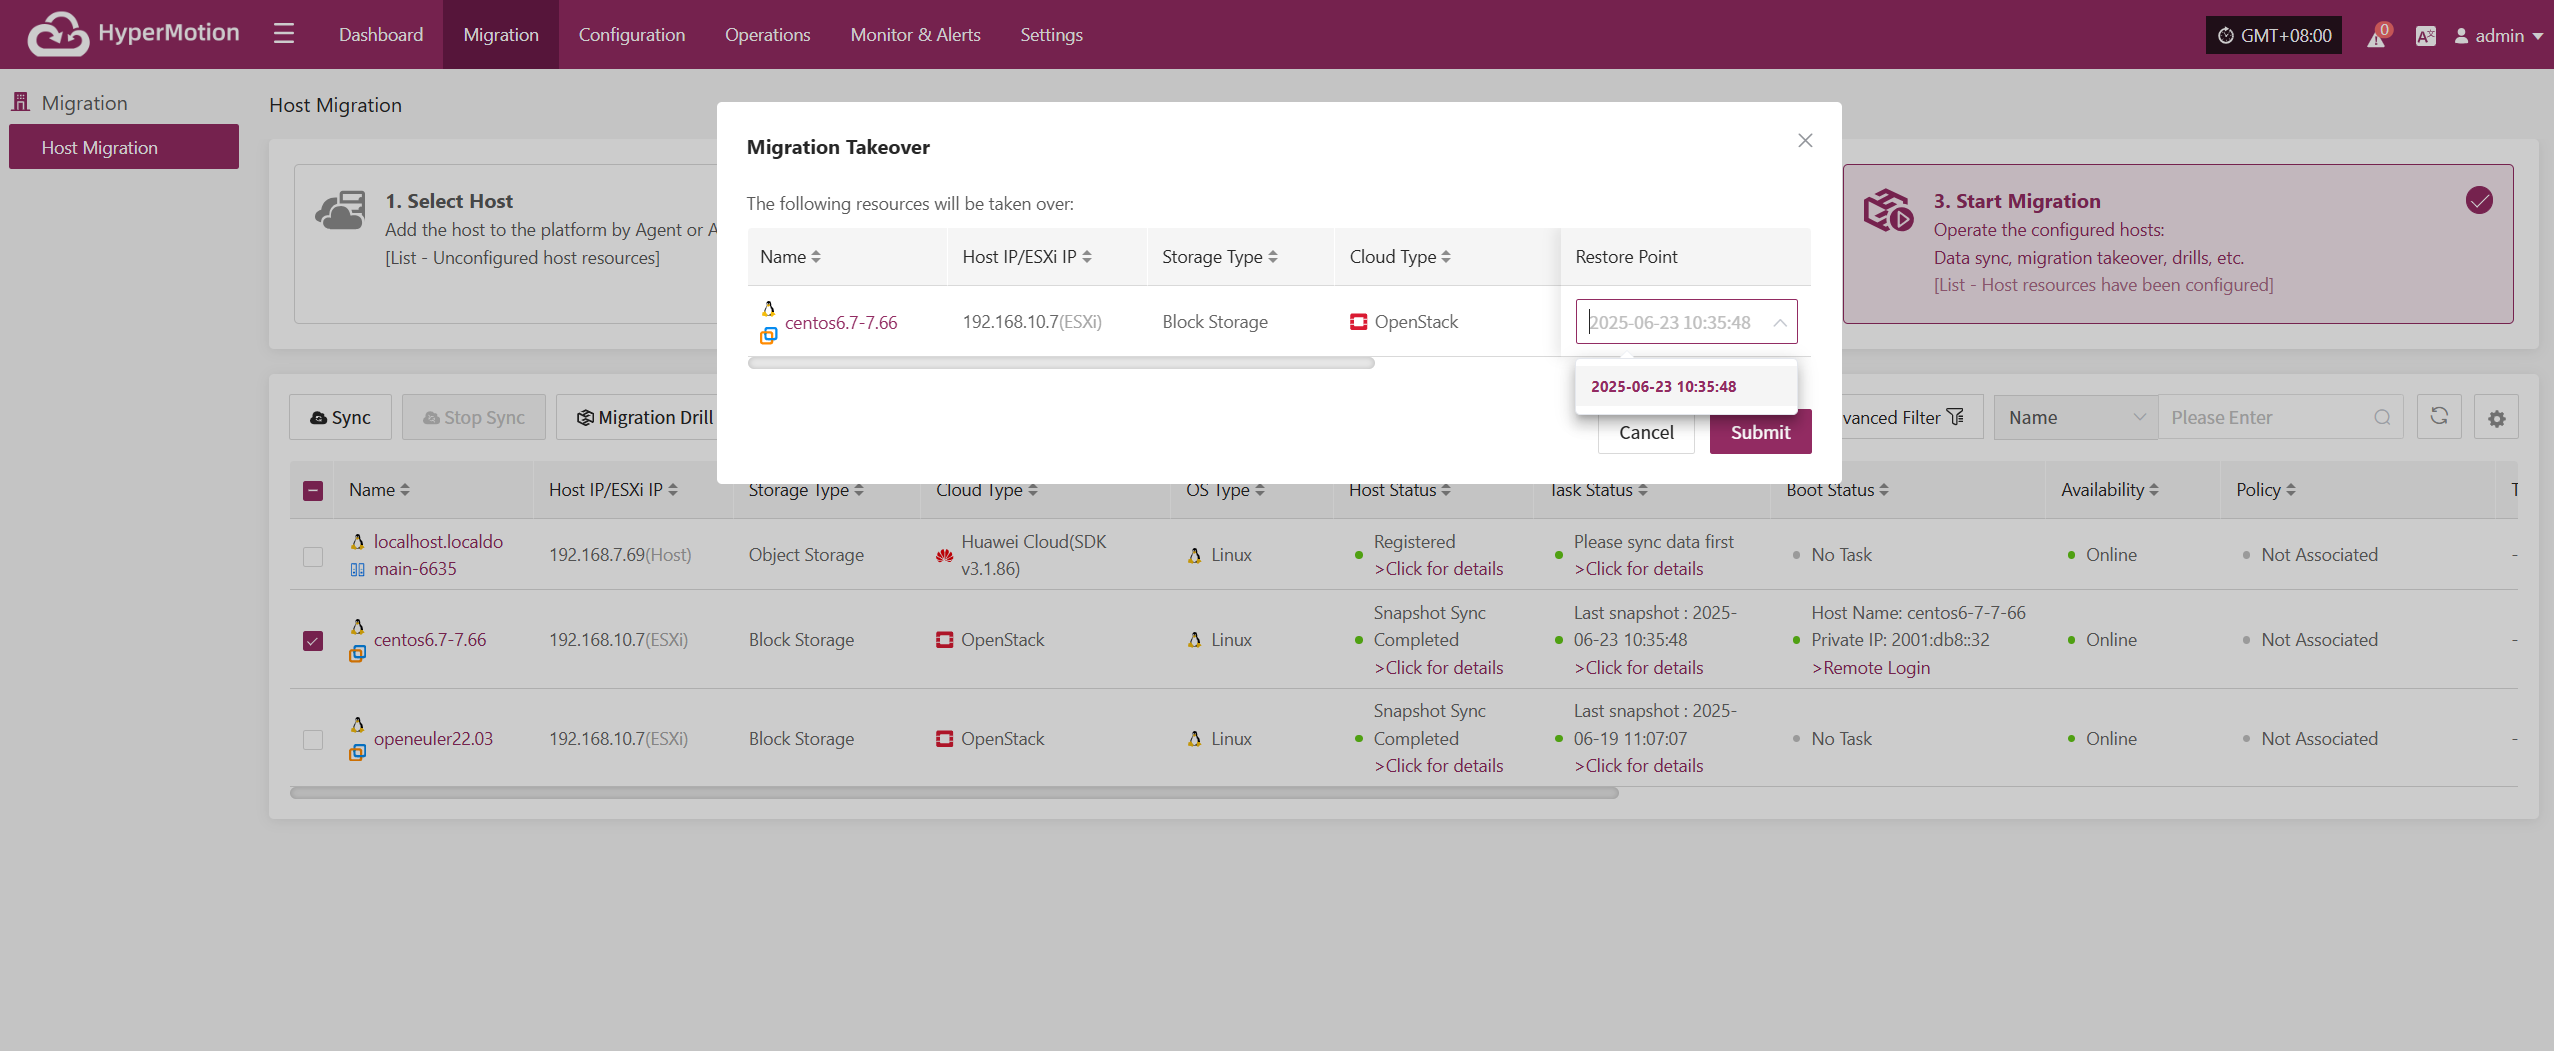 HyperMotion
Dashboard
Migration
Configuration
Operations
Monitor & Alerts
Settings
GMT+08:00
0
admin
Migration
Host Migration
Host Migration
1. Select Host
Add the host to the platform by Agent or A
[List - Unconfigured host resources]
3. Start Migration
Operate the configured hosts:
Data sync, migration takeover, drills, etc.
[List - Host resources have been configured]
Migration Takeover
The following resources will be taken over:
Name Host IP/ESXi IP Storage Type Cloud Type Restore Point
centos6.7-7.66 192.168.10.7(ESXi) Block Storage OpenStack 2025-06-23 10:35:48
2025-06-23 10:35:48
Cancel Submit
Sync Stop Sync Migration Drill vanced Filter Name Please Enter
Name Host IP/ESXi IP Storage Type Cloud Type OS Type Host Status Task Status Boot Status Availability Policy T
localhost.localdo
main-6635
192.168.7.69(Host)
Object Storage
Huawei Cloud(SDK
v3.1.86)
Linux
Registered
>Click for details
Please sync data first
>Click for details
No Task
Online
Not Associated
-
centos6.7-7.66
192.168.10.7(ESXi)
Block Storage
OpenStack
Linux
Snapshot Sync
Completed
>Click for details
Last snapshot : 2025-
06-23 10:35:48
>Click for details
Host Name: centos6-7-7-66
Private IP: 2001:db8::32
>Remote Login
Online
Not Associated
-
openeuler22.03
192.168.10.7(ESXi)
Block Storage
OpenStack
Linux
Snapshot Sync
Completed
>Click for details
Last snapshot : 2025-
06-19 11:07:07
>Click for details
No Task
Online
Not Associated
-